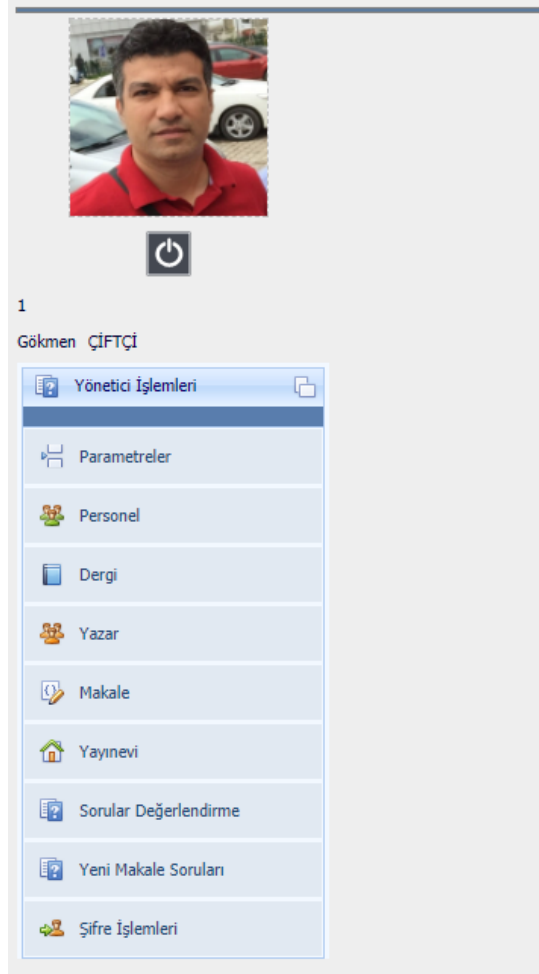 1
Gökmen ÇİFTÇİ
Yönetici İşlemleri
Parametreler
Personel
Dergi
Yazar
Makale
Yayınevi
Sorular Değerlendirme
Yeni Makale Soruları
Şifre İşlemleri